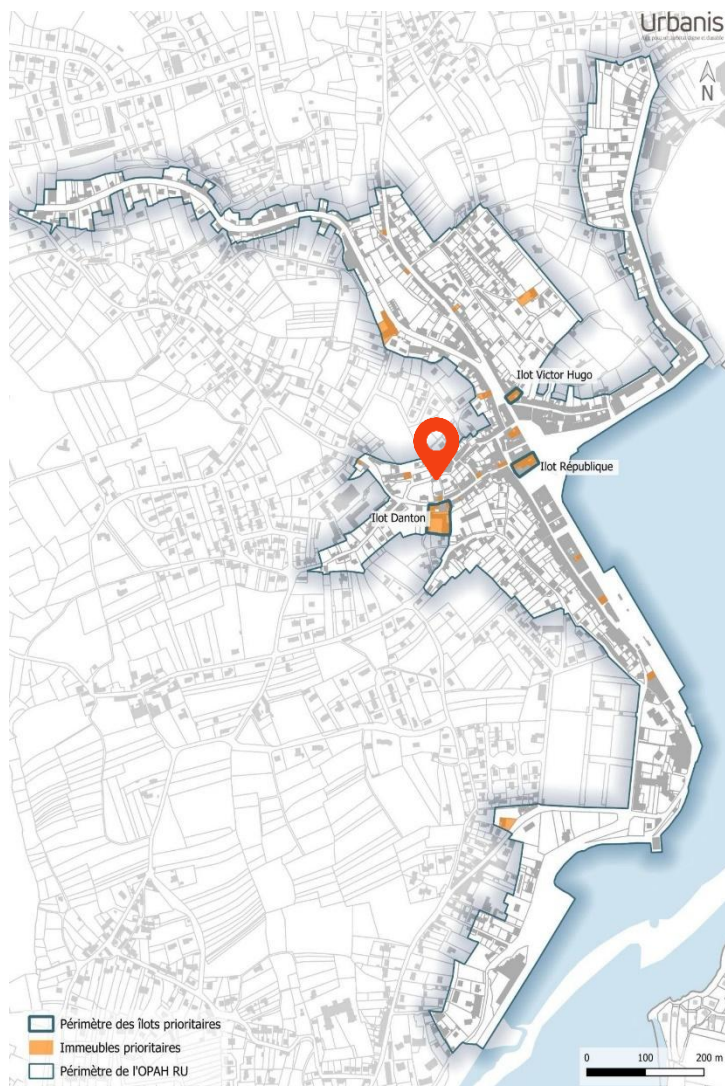 Urbanis
N
Ilot Victor Hugo
Ilot République
Ilot Danton
Périmètre des îlots prioritaires
Immeubles prioritaires
Périmètre de l'OPAH RU
0 100 200 m